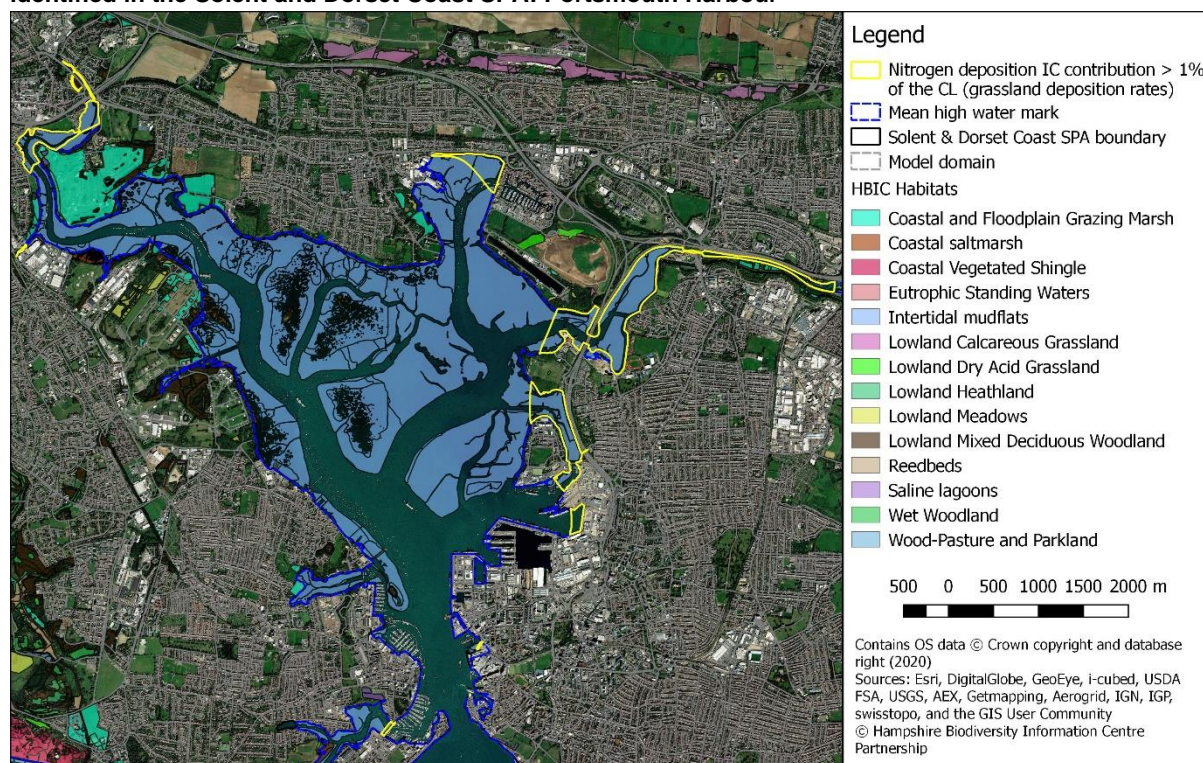 identified in the Solent and Dorset Coast SPA: Portsmouth Harbour
Legend
Nitrogen deposition IC contribution > 1%
of the CL (grassland deposition rates)
Mean high water mark
Solent & Dorset Coast SPA boundary
Model domain
HBIC Habitats
Coastal and Floodplain Grazing Marsh
Coastal saltmarsh
Coastal Vegetated Shingle
Eutrophic Standing Waters
Intertidal mudflats
Lowland Calcareous Grassland
Lowland Dry Acid Grassland
Lowland Heathland
Lowland Meadows
Lowland Mixed Deciduous Woodland
Reedbeds
Saline lagoons
Wet Woodland
Wood-Pasture and Parkland
500 0 500 1000 1500 2000 m
Contains OS data © Crown copyright and database
right (2020)
Sources: Esri, DigitalGlobe, GeoEye, i-cubed, USDA
FSA, USGS, AEX, Getmapping, Aerogrid, IGN, IGP,
swisstopo, and the GIS User Community
© Hampshire Biodiversity Information Centre
Partnership